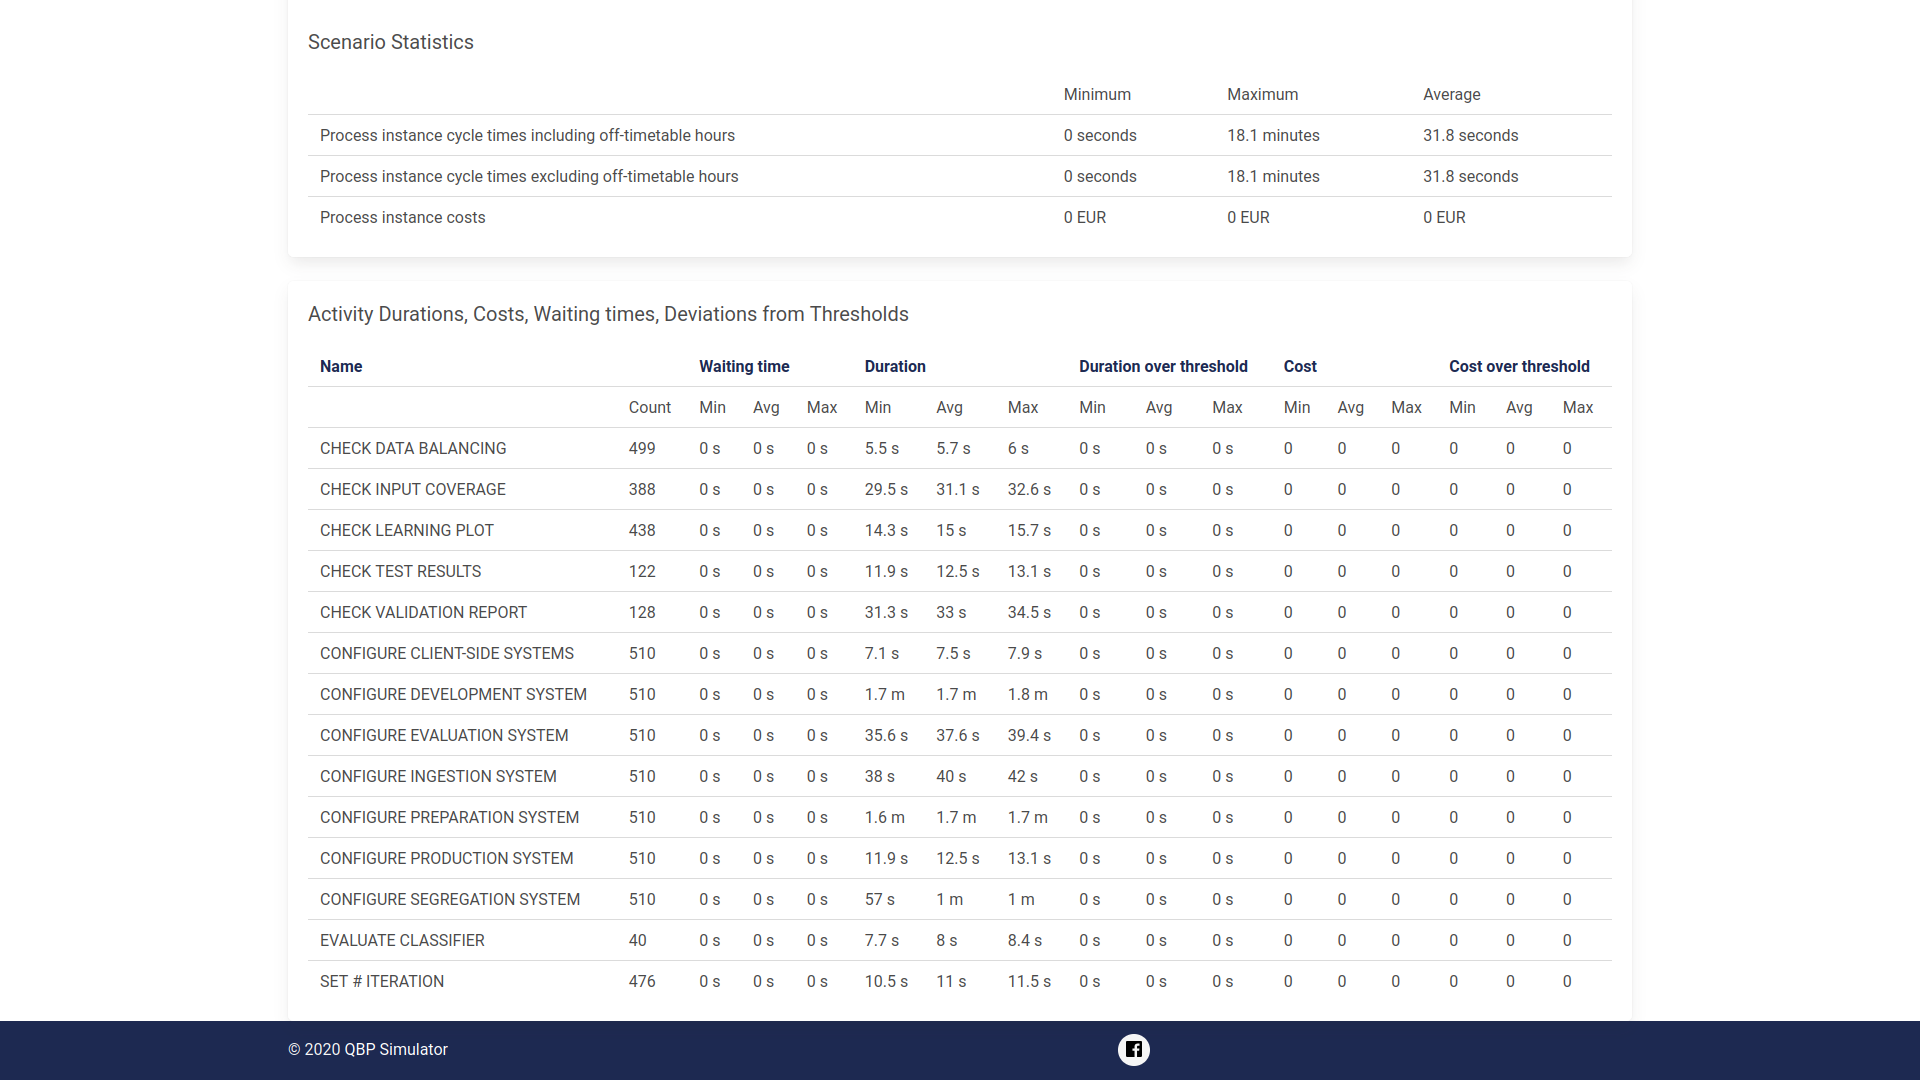 Scenario Statistics
Minimum Maximum Average
Process instance cycle times including off-timetable hours 0 seconds 18.1 minutes 31.8 seconds
Process instance cycle times excluding off-timetable hours 0 seconds 18.1 minutes 31.8 seconds
Process instance costs 0 EUR 0 EUR 0 EUR
Activity Durations, Costs, Waiting times, Deviations from Thresholds
Name Waiting time Duration Duration over threshold Cost Cost over threshold
Count Min Avg Max Min Avg Max Min Avg Max Min Avg Max Min Avg Max
CHECK DATA BALANCING 499 0 s 0 s 0 s 5.5 s 5.7 s 6 s 0 s 0 s 0 s 0 0 0 0 0 0
CHECK INPUT COVERAGE 388 0 s 0 s 0 s 29.5 s 31.1 s 32.6 s 0 s 0 s 0 s 0 0 0 0 0 0
CHECK LEARNING PLOT 438 0 s 0 s 0 s 14.3 s 15 s 15.7 s 0 s 0 s 0 s 0 0 0 0 0 0
CHECK TEST RESULTS 122 0 s 0 s 0 s 11.9 s 12.5 s 13.1 s 0 s 0 s 0 s 0 0 0 0 0 0
CHECK VALIDATION REPORT 128 0 s 0 s 0 s 31.3 s 33 s 34.5 s 0 s 0 s 0 s 0 0 0 0 0 0
CONFIGURE CLIENT-SIDE SYSTEMS 510 0 s 0 s 0 s 7.1 s 7.5 s 7.9 s 0 s 0 s 0 s 0 0 0 0 0 0
CONFIGURE DEVELOPMENT SYSTEM 510 0 s 0 s 0 s 1.7 m 1.7 m 1.8 m 0 s 0 s 0 s 0 0 0 0 0 0
CONFIGURE EVALUATION SYSTEM 510 0 s 0 s 0 s 35.6 s 37.6 s 39.4 s 0 s 0 s 0 s 0 0 0 0 0 0
CONFIGURE INGESTION SYSTEM 510 0 s 0 s 0 s 38 s 40 s 42 s 0 s 0 s 0 s 0 0 0 0 0 0
CONFIGURE PREPARATION SYSTEM 510 0 s 0 s 0 s 1.6 m 1.7 m 1.7 m 0 s 0 s 0 s 0 0 0 0 0 0
CONFIGURE PRODUCTION SYSTEM 510 0 s 0 s 0 s 11.9 s 12.5 s 13.1 s 0 s 0 s 0 s 0 0 0 0 0 0
CONFIGURE SEGREGATION SYSTEM 510 0 s 0 s 0 s 57 s 1 m 1 m 0 s 0 s 0 s 0 0 0 0 0 0
EVALUATE CLASSIFIER 40 0 s 0 s 0 s 7.7 s 8 s 8.4 s 0 s 0 s 0 s 0 0 0 0 0 0
SET # ITERATION 476 0 s 0 s 0 s 10.5 s 11 s 11.5 s 0 s 0 s 0 s 0 0 0 0 0 0
© 2020 QBP Simulator